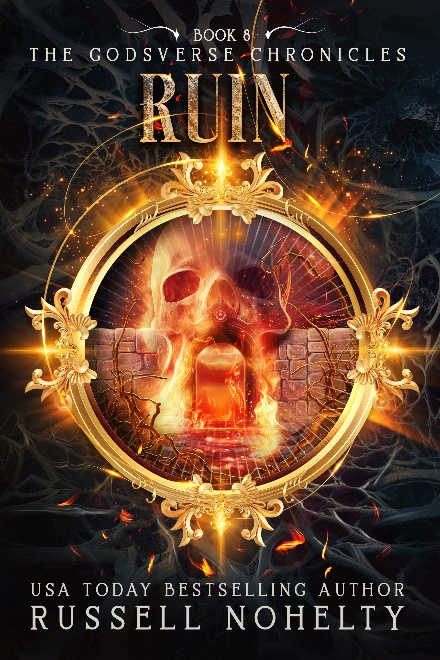 BOOK 8
THE GODSVERSE CHRONICLES
RUIN
USA TODAY BESTSELLING AUTHOR
RUSSELL NOHELTY